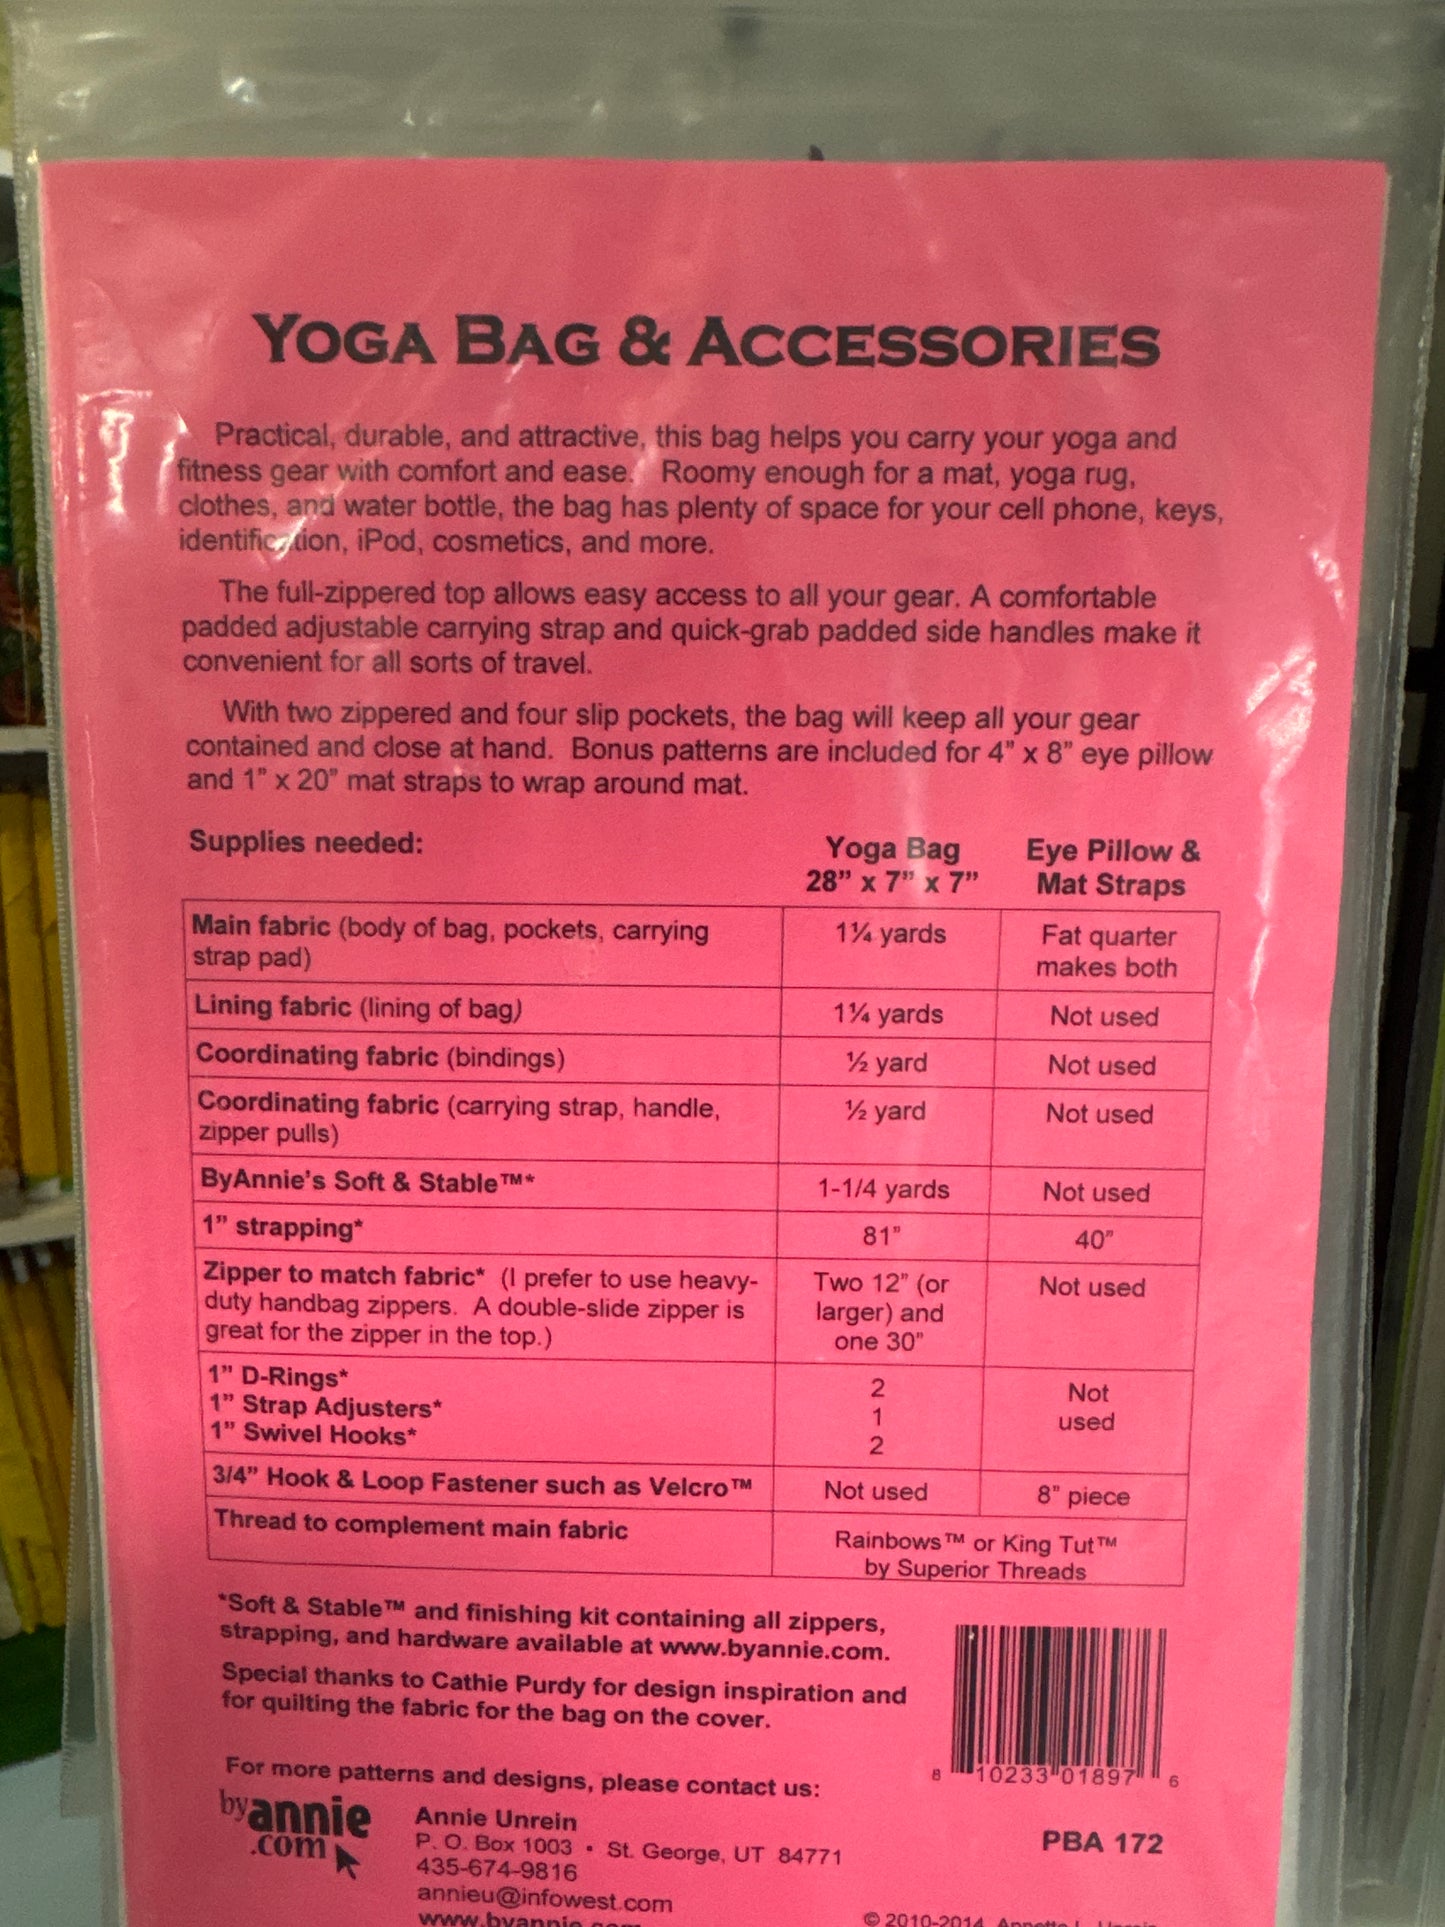 YOGA BAG & ACCESSORIES
Practical, durable, and attractive, this bag helps you carry your yoga and
fitness gear with comfort and ease. Roomy enough for a mat, yoga rug,
clothes, and water bottle, the bag has plenty of space for your cell phone, keys,
identification, iPod, cosmetics, and more.
The full-zippered top allows easy access to all your gear. A comfortable
padded adjustable carrying strap and quick-grab padded side handles make it
convenient for all sorts of travel.
With two zippered and four slip pockets, the bag will keep all your gear
contained and close at hand. Bonus patterns are included for 4” x 8” eye pillow
and 1” x 20” mat straps to wrap around mat.
Supplies needed:
Yoga Bag
28” x 7” x 7”
Eye Pillow &
Mat Straps
Main fabric (body of bag, pockets, carrying
strap pad)
1¼ yards
Fat quarter
makes both
Lining fabric (lining of bag)
1¼ yards
Not used
Coordinating fabric (bindings)
½ yard
Not used
Coordinating fabric (carrying strap, handle,
zipper pulls)
½ yard
Not used
ByAnnie’s Soft & Stable™*
1-1/4 yards
Not used
1” strapping*
81”
40”
Zipper to match fabric* (I prefer to use heavy-
duty handbag zippers. A double-slide zipper is
great for the zipper in the top.)
Two 12” (or
larger) and
one 30”
Not used
1” D-Rings*
1” Strap Adjusters*
1” Swivel Hooks*
2
1
2
Not
used
3/4” Hook & Loop Fastener such as Velcro™
Not used
8” piece
Thread to complement main fabric
Rainbows™ or King Tut™
by Superior Threads
*Soft & Stable™ and finishing kit containing all zippers,
strapping, and hardware available at www.byannie.com.
Special thanks to Cathie Purdy for design inspiration and
for quilting the fabric for the bag on the cover.
8 10233 01897 6
For more patterns and designs, please contact us:
byannie
.com
Annie Unrein
P. O. Box 1003 • St. George, UT 84771
435-674-9816
annieu@infowest.com
www.byannie.com
PBA 172
© 2010-2014